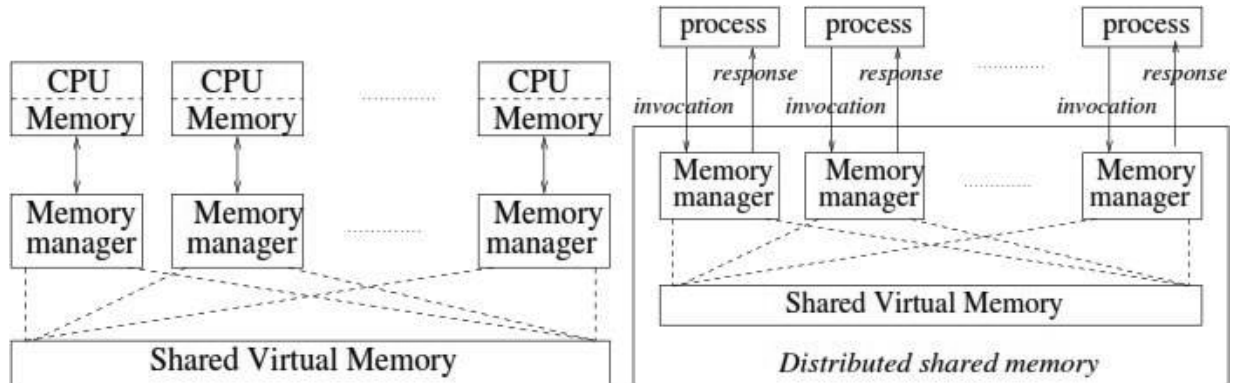 CPU
Memory
CPU
Memory
CPU
Memory
Memory
manager
Memory
manager
Memory
manager
Shared Virtual Memory
process
process
process
response
response
response
invocation
invocation
invocation
Memory
manager
Memory
manager
Memory
manager
Shared Virtual Memory
Distributed shared memory